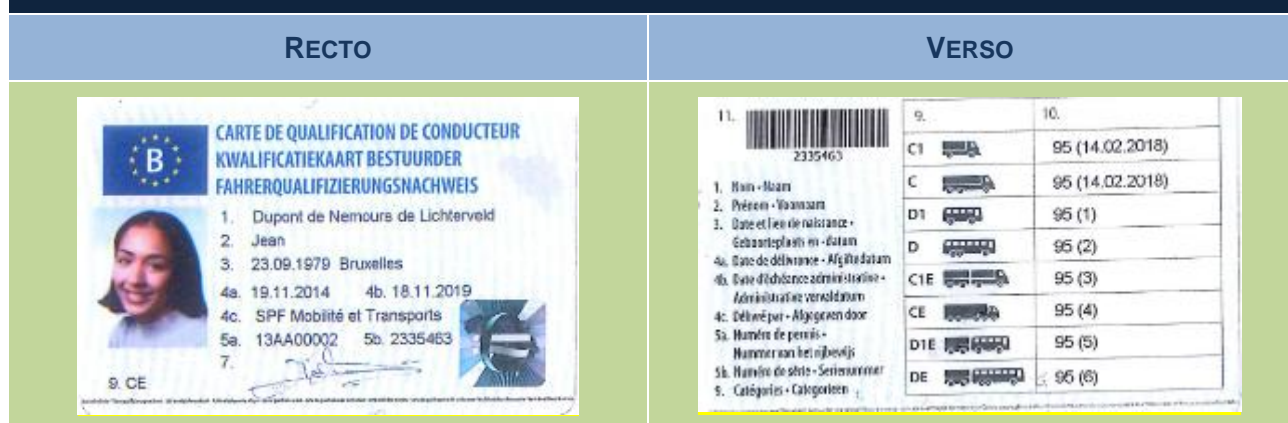 RECTO
VERSO
B
CARTE DE QUALIFICATION DE CONDUCTEUR
KWALIFICATIEKAART BESTUURDER
FAHRERQUALIFIZIERUNGSNACHWEIS
1. Dupont de Nemours de Lichterveld
2. Jean
3. 23.09.1979 Bruxelles
4a. 19.11.2014 4b. 18.11.2019
4c. SPF Mobilité et Transports
5a. 13AA00002 5b. 2335463
7.
9. CE
11.
2335463
1. Nom - Naam
2. Prénom - Voornaam
3. Date et lieu de naissance -
Geboorteplaats en -datum
4a. Date de délivrance - Afgiftedatum
4b. Date d'échéance administrative -
Administrative vervaldatum
4c. Délivré par - Afgegeven door
5a. Numéro de permis -
Nummer van het rijbewijs
5b. Numéro de série - Serienummer
9. Catégories - Categorieën
9. 10.
C1 95 (14.02.2018)
C 95 (14.02.2018)
D1 95 (1)
D 95 (2)
C1E 95 (3)
CE 95 (4)
D1E 95 (5)
DE 95 (6)